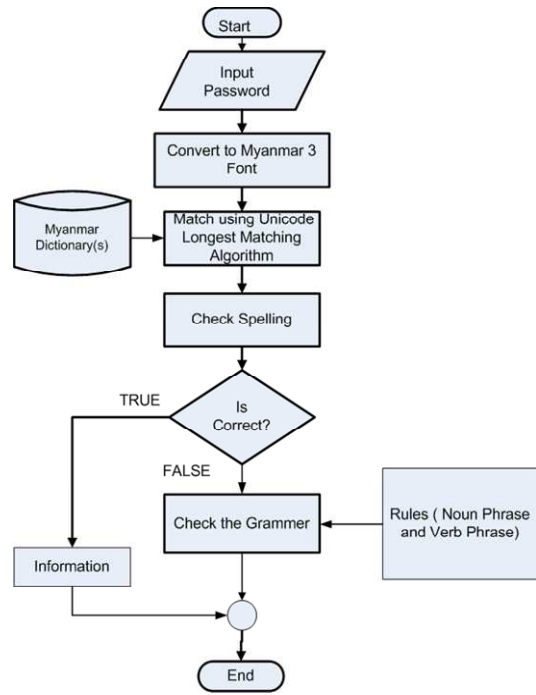 Start
Input
Password
Convert to Myanmar 3
Font
Myanmar
Dictionary(s)
Match using Unicode
Longest Matching
Algorithm
Check Spelling
TRUE
Is
Correct?
FALSE
Check the Grammer
Rules ( Noun Phrase
and Verb Phrase)
Information
End